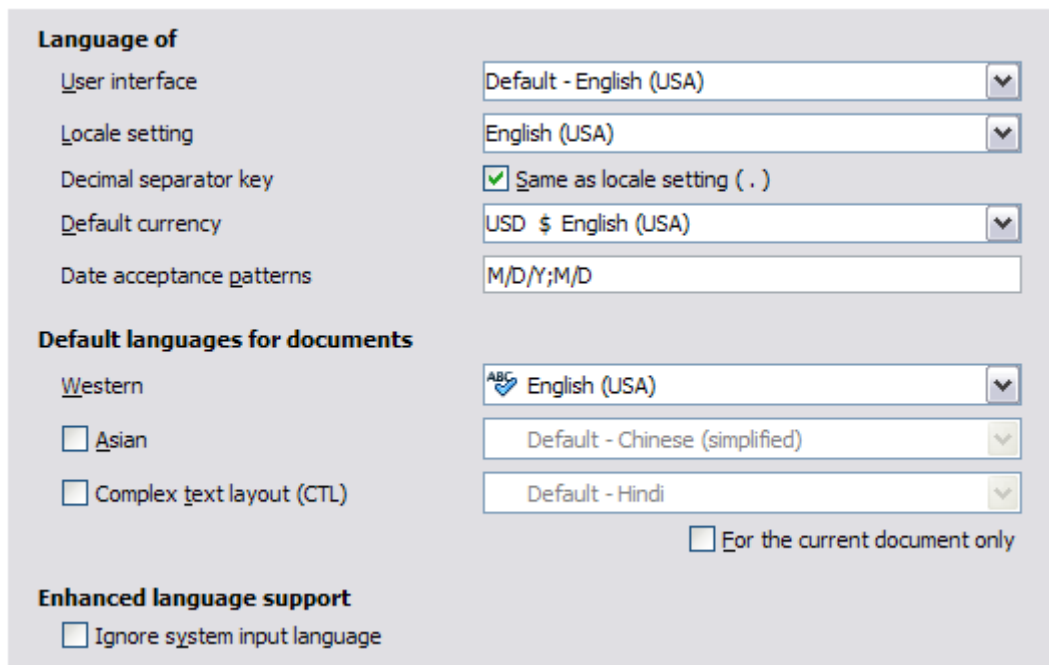 Language of
User interface Default - English (USA)
Locale setting English (USA)
Decimal separator key Same as locale setting ( . )
Default currency USD $ English (USA)
Date acceptance patterns M/D/Y;M/D
Default languages for documents
Western ABC English (USA)
Asian Default - Chinese (simplified)
Complex text layout (CTL) Default - Hindi
For the current document only
Enhanced language support
Ignore system input language